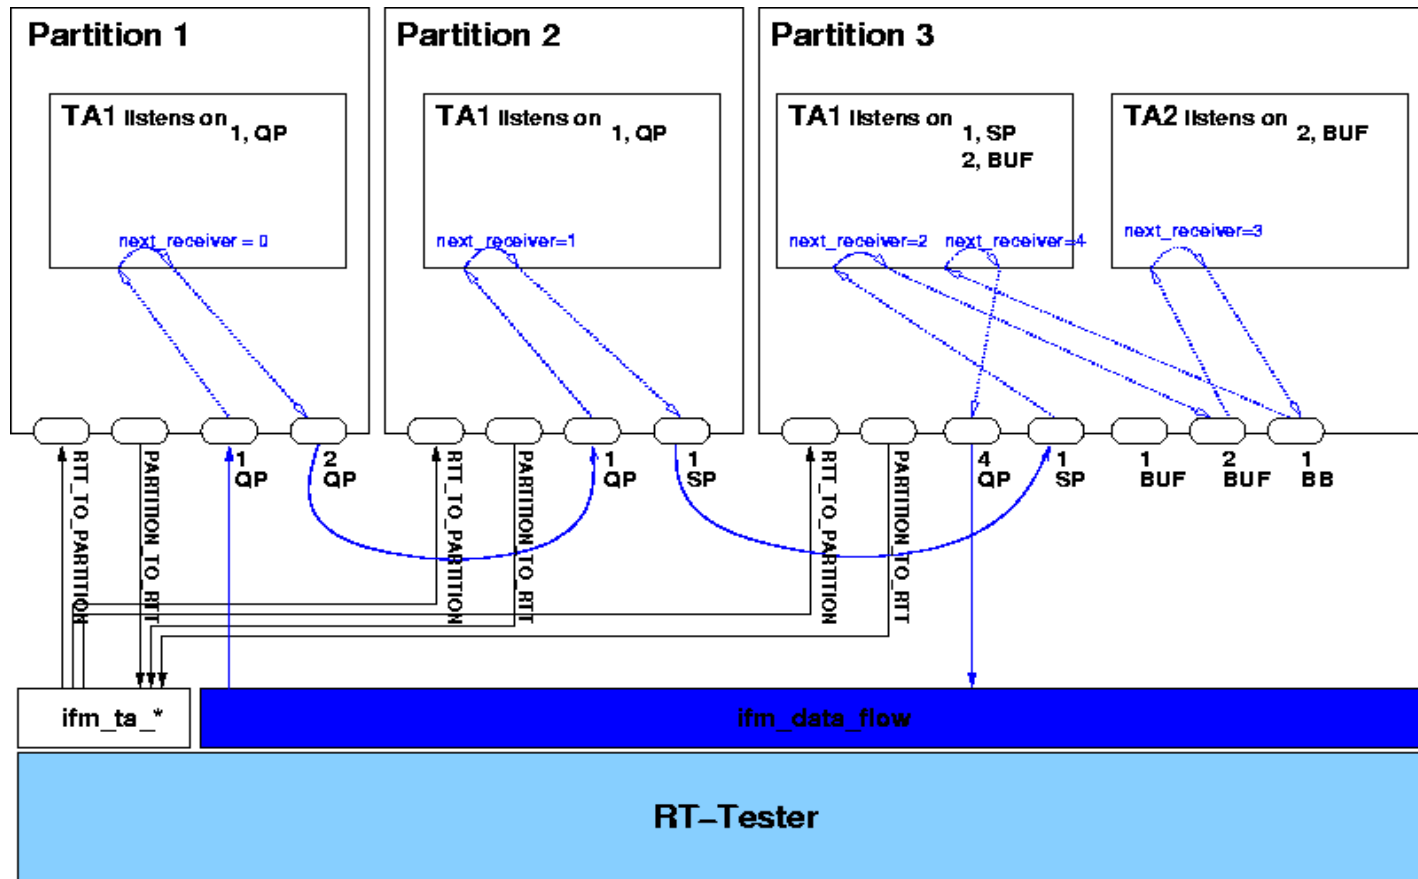 Partition 1
Partition 2
Partition 3
TA1 listens on 1, QP
TA1 listens on 1, QP
TA1 listens on 1, SP
2, BUF
TA2 listens on 2, BUF
next_receiver = 0
next_receiver=1
next_receiver=2
next_receiver=4
next_receiver=3
RTT_TO_PARTITION
PARTITION_TO_RTT
1
QP
2
QP
RTT_TO_PARTITION
PARTITION_TO_RTT
1
QP
1
SP
RTT_TO_PARTITION
PARTITION_TO_RTT
4
QP
1
SP
1
BUF
2
BUF
1
BB
ifm_ta_*
ifm_data_flow
RT–Tester